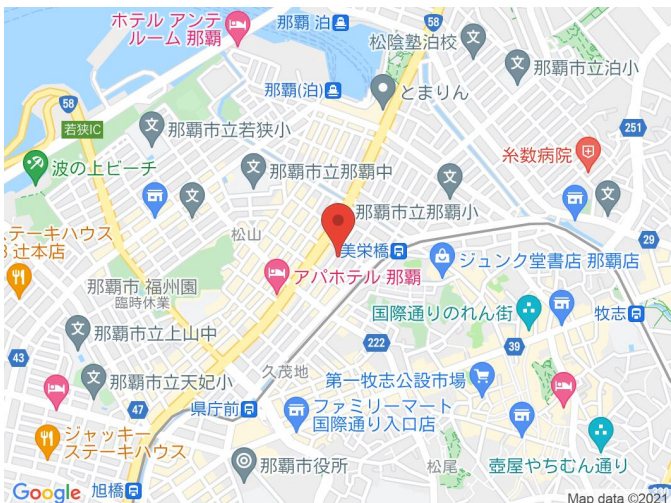 ホテル アンテ
ルーム 那覇
那覇 泊
58
松陰塾泊校
那覇市立泊小
那覇(泊)
とまりん
58
若狭IC
那覇市立若狭小
251
糸数病院
波の上ビーチ
那覇市立那覇中
那覇市立那覇小
29
松山
美栄橋
ステーキハウス
8 辻本店
アパホテル 那覇
ジュンク堂書店 那覇店
那覇市 福州園
臨時休業
国際通りのれん街
牧志
那覇市立上山中
222
39
43
久茂地
第一牧志公設市場
那覇市立天妃小
47
県庁前
ファミリーマート
国際通り入口店
ジャッキー
ステーキハウス
那覇市役所
松尾
壺屋やちむん通り
Google
旭橋
Map data ©2021